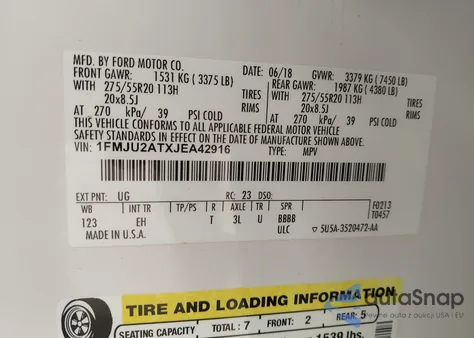 MFD. BY FORD MOTOR CO.
DATE: 06/18 GVWR: 3379 KG (7450 LB)
FRONT GAWR: 1531 KG (3375 LB) REAR GAWR: 1987 KG (4380 LB)
WITH 275/55R20 113H TIRES WITH 275/55R20 113H TIRES
20x8.5J RIMS 20x8.5J RIMS
AT 270 kPa/ 39 PSI COLD AT 270 kPa/ 39 PSI COLD
THIS VEHICLE CONFORMS TO ALL APPLICABLE FEDERAL MOTOR VEHICLE
SAFETY STANDARDS IN EFFECT ON THE DATE OF MANUFACTURE SHOWN ABOVE.
VIN: 1FMJU2ATXJEA42916 TYPE: MPV
EXT PNT: UG RC: 23 DSO: F0213
WB INT TR TP/PS R AXLE TR SPR T0457
123 EH T 3L U BBBB
MADE IN U.S.A. ULC 5U5A-3520472-AA
TIRE AND LOADING INFORMATION
SEATING CAPACITY TOTAL: 7 FRONT: 2 REAR: 5
1539 lbs.
autoSnap